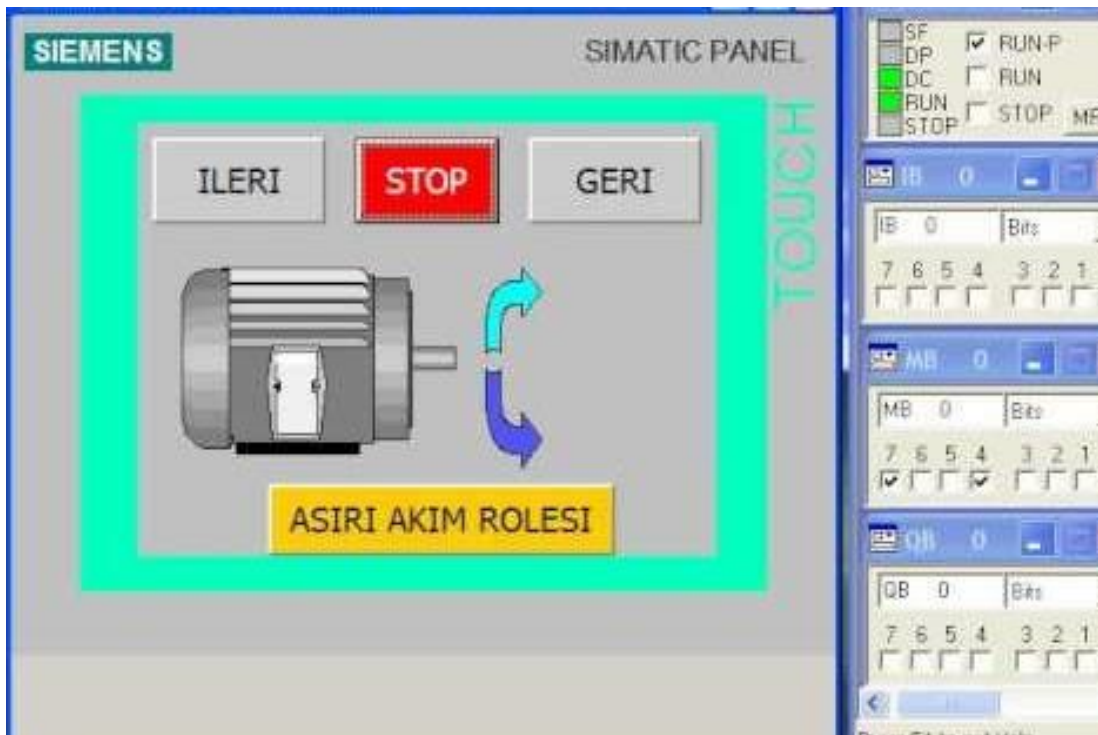 SIEMENS
SIMATIC PANEL
TOUCH
ILERI
STOP
GERI
ASIRI AKIM ROLESI
SF
DP
DC
RUN
STOP
RUN-P
RUN
STOP
IB 0
IB 0 Bits
7 6 5 4 3 2 1
MB 0
MB 0 Bits
7 6 5 4 3 2 1
QB 0
QB 0 Bits
7 6 5 4 3 2 1